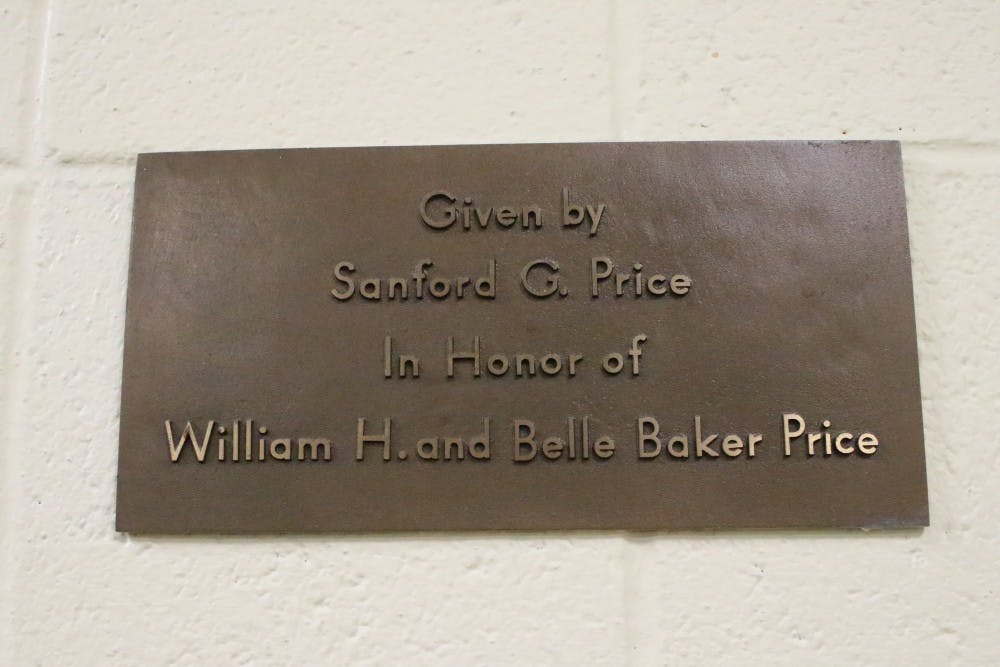 Given by
Sanford G. Price
In Honor of
William H. and Belle Baker Price